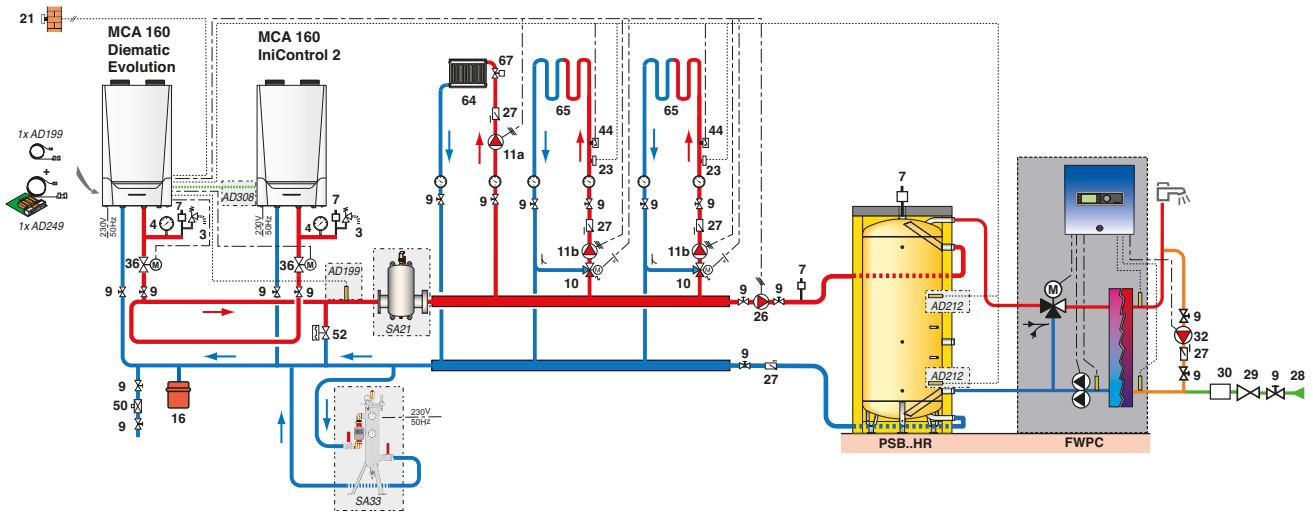 21
MCA 160
Diematic
Evolution
MCA 160
IniControl 2
1x AD199
+
1x AD249
AD308
230V
50Hz
230V
50Hz
4
7
3
4
7
3
36
M
36
M
9
9
9
9
AD199
SA21
52
9
50
9
16
230V
50Hz
SA33
64
67
27
11a
9
9
65
44
23
9
9
27
11b
M
10
65
44
23
9
9
27
11b
M
10
9
9
26
7
9
27
7
AD212
AD212
PSB..HR
M
FWPC
9
32
27
9
30
29
9
28